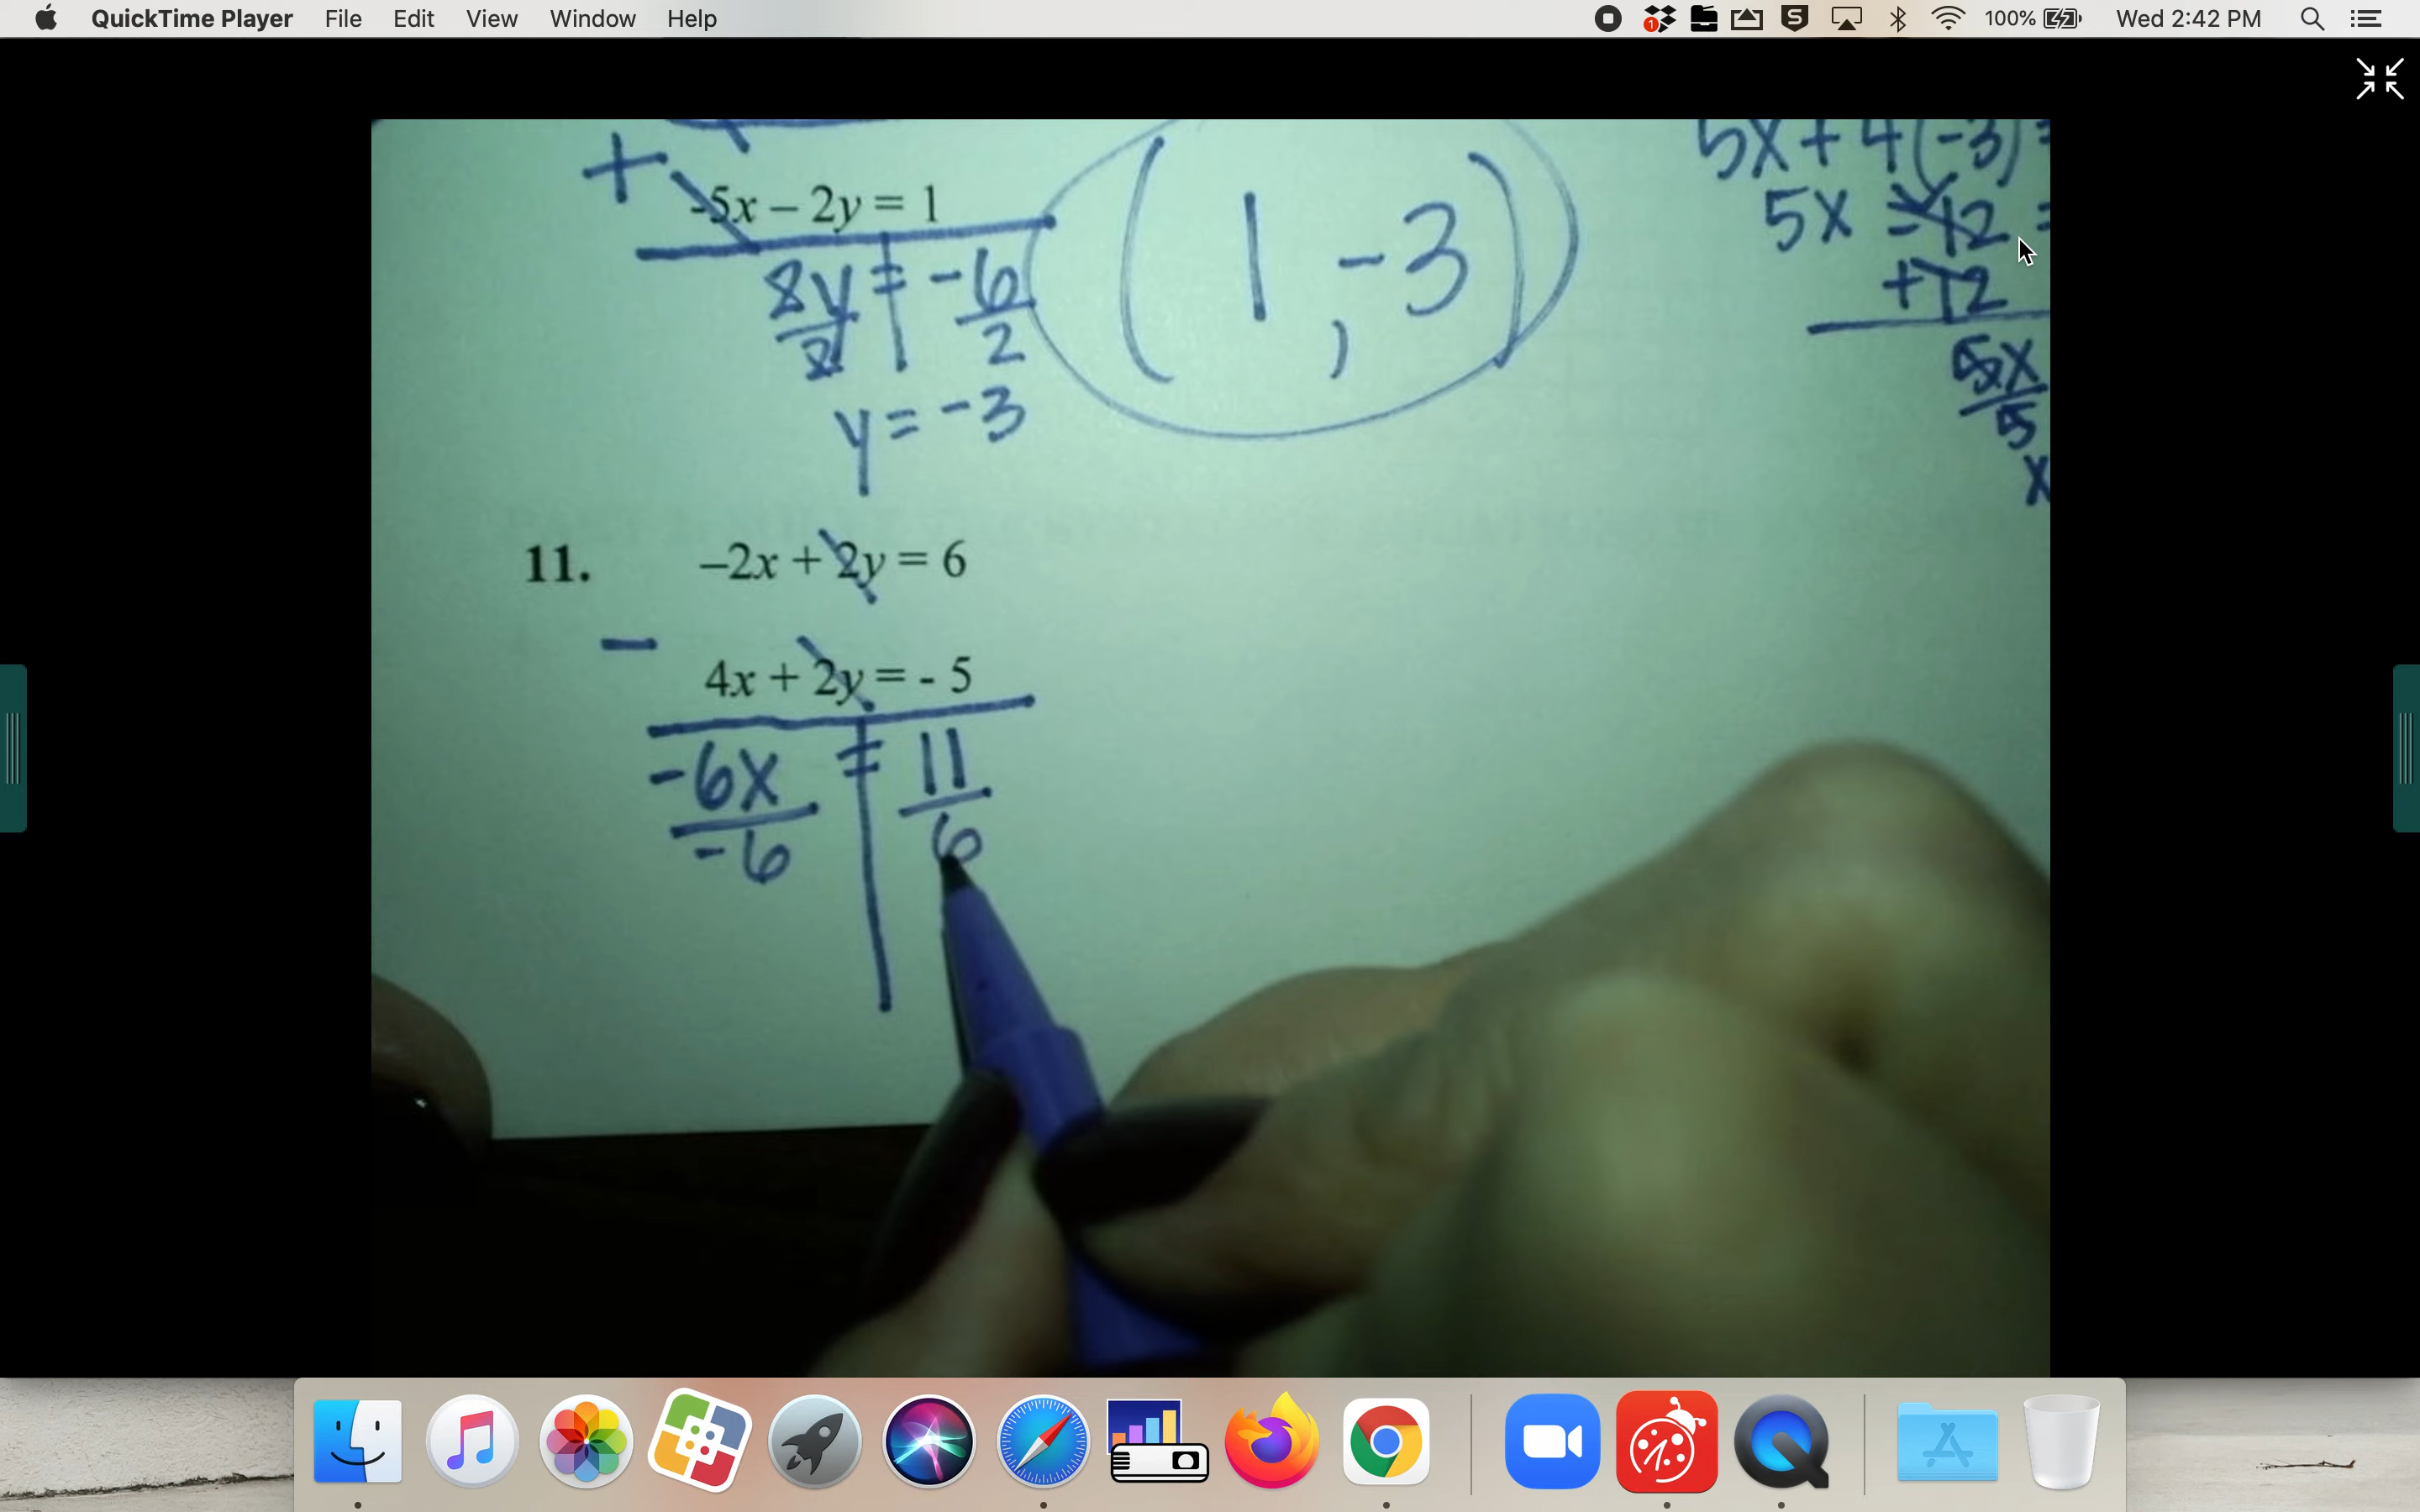 QuickTime Player File Edit View Window Help
1
S
100%
Wed 2:42 PM
+
-5x – 2y = 1
2y = -6
2 2
y = -3
(1, -3)
5x + 4(-3) =
5x - 12 =
+12
5x
5
x
11. –2x + 2y = 6
–
4x + 2y = - 5
-6x = 11
-6 6